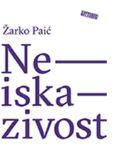 Žarko Paić
Ne—
iska—
zivost